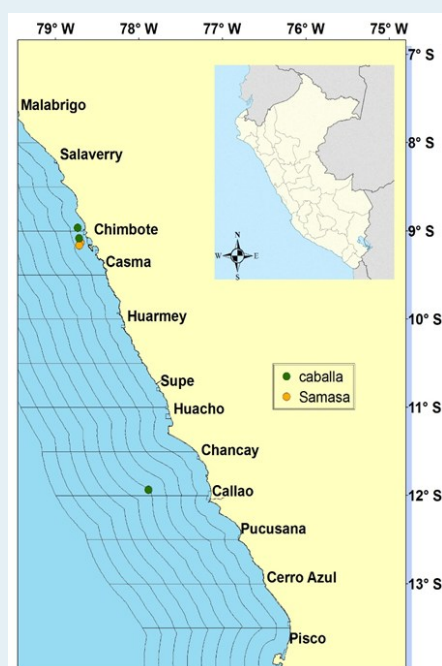 79° W 78° W 77° W 76° W 75° W
7° S
Malabrigo
8° S
Salaverry
Chimbote
9° S
N
W E
S
Casma
Huarmey
10° S
Supe
caballa
Samasa
Huacho
11° S
Chancay
Callao
12° S
Pucusana
Cerro Azul
13° S
Pisco